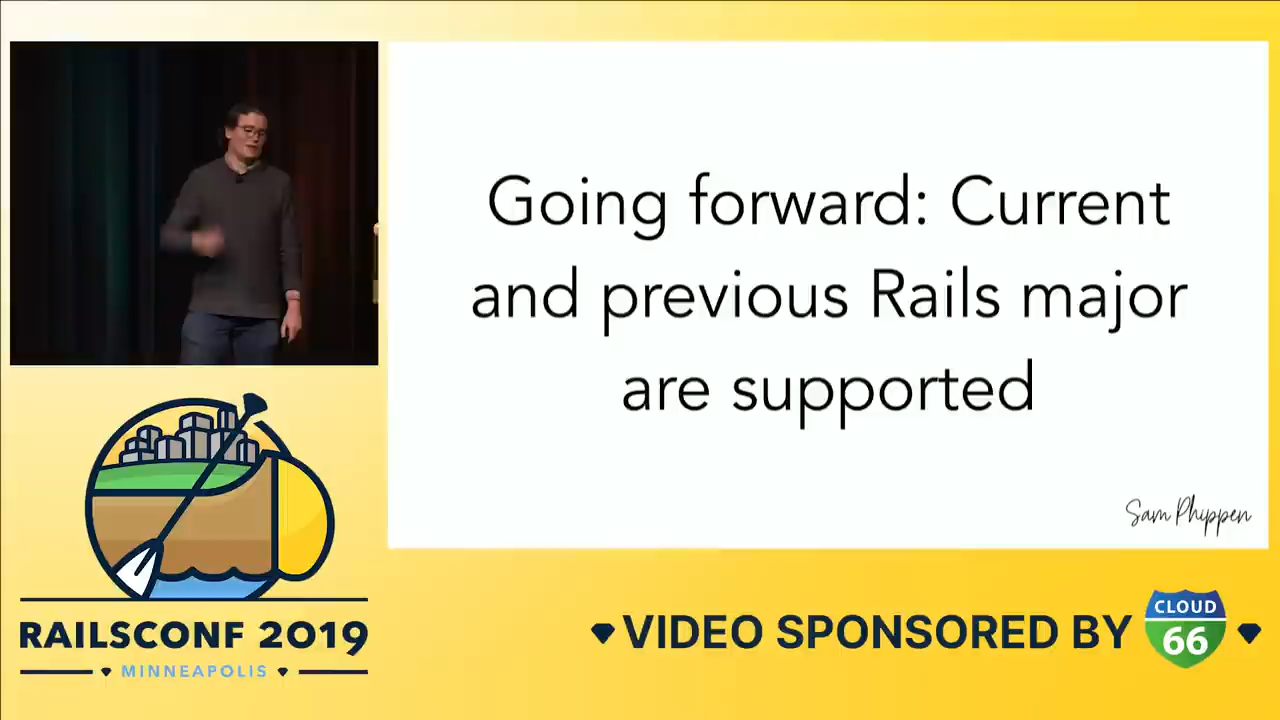 Going forward: Current
and previous Rails major
are supported
Sam Phippen
RAILSCONF 2019
MINNEAPOLIS
VIDEO SPONSORED BY
CLOUD
66